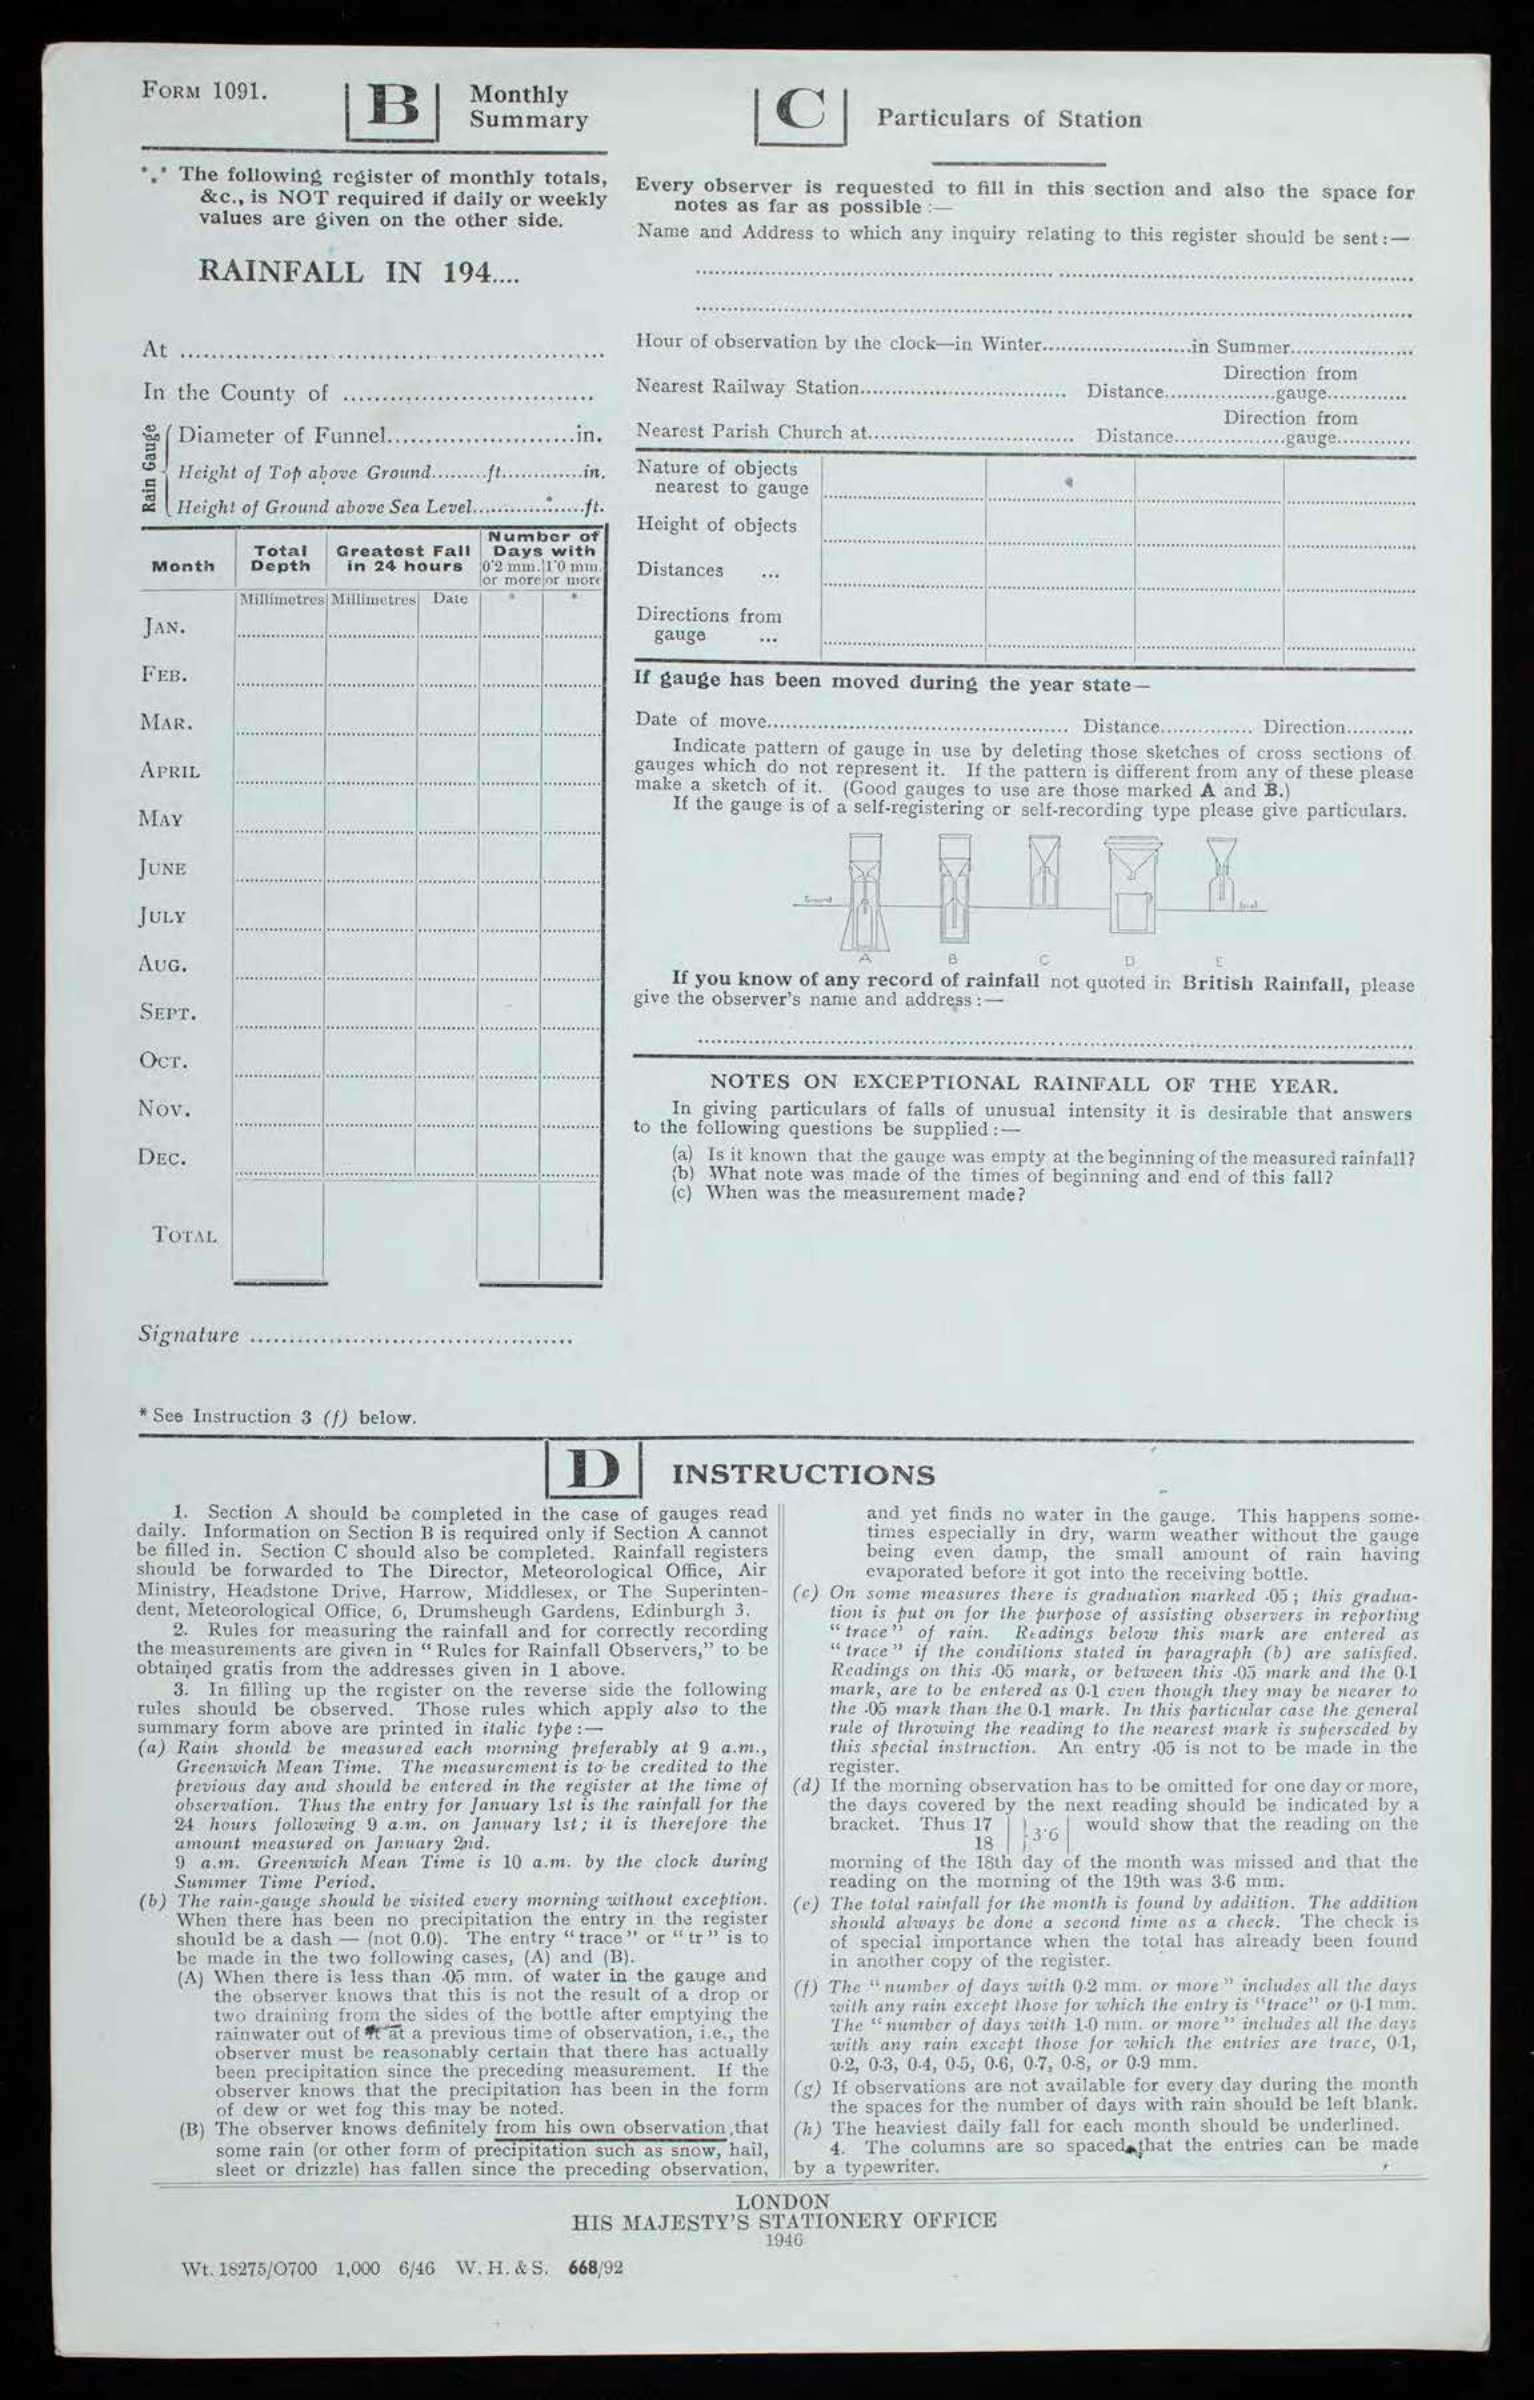 FORM 1091.
B
Monthly
Summary
*.* The following register of monthly totals,
&c., is NOT required if daily or weekly
values are given on the other side.
RAINFALL IN 194....
At ......................................................
In the County of ................................
Rain Gauge
Diameter of Funnel........................in.
Height of Top above Ground.........ft.............in.
Height of Ground above Sea Level.................ft.
Month
Total
Depth
Greatest Fall
in 24 hours
Number of
Days with
0·2 mm. 1·0 mm.
or more or more
Millimetres Millimetres Date * *
JAN.
FEB.
MAR.
APRIL
MAY
JUNE
JULY
AUG.
SEPT.
OCT.
NOV.
DEC.
TOTAL
Signature .........................................
* See Instruction 3 (f) below.
C
Particulars of Station
Every observer is requested to fill in this section and also the space for
notes as far as possible :—
Name and Address to which any inquiry relating to this register should be sent :—
Hour of observation by the clock—in Winter........................in Summer....................
Nearest Railway Station................................. Distance..................Direction from
gauge.............
Nearest Parish Church at................................. Distance..................Direction from
gauge............
Nature of objects
nearest to gauge
Height of objects
Distances ...
Directions from
gauge ...
If gauge has been moved during the year state—
Date of move................................................ Distance............... Direction...........
Indicate pattern of gauge in use by deleting those sketches of cross sections of
gauges which do not represent it. If the pattern is different from any of these please
make a sketch of it. (Good gauges to use are those marked A and B.)
If the gauge is of a self-registering or self-recording type please give particulars.
Ground
A B C D E
If you know of any record of rainfall not quoted in British Rainfall, please
give the observer's name and address :—
NOTES ON EXCEPTIONAL RAINFALL OF THE YEAR.
In giving particulars of falls of unusual intensity it is desirable that answers
to the following questions be supplied :—
(a) Is it known that the gauge was empty at the beginning of the measured rainfall?
(b) What note was made of the times of beginning and end of this fall?
(c) When was the measurement made?
D
INSTRUCTIONS
1. Section A should be completed in the case of gauges read
daily. Information on Section B is required only if Section A cannot
be filled in. Section C should also be completed. Rainfall registers
should be forwarded to The Director, Meteorological Office, Air
Ministry, Headstone Drive, Harrow, Middlesex, or The Superinten-
dent, Meteorological Office, 6, Drumsheugh Gardens, Edinburgh 3.
2. Rules for measuring the rainfall and for correctly recording
the measurements are given in “ Rules for Rainfall Observers,” to be
obtained gratis from the addresses given in 1 above.
3. In filling up the register on the reverse side the following
rules should be observed. Those rules which apply also to the
summary form above are printed in italic type :—
(a) Rain should be measured each morning preferably at 9 a.m.,
Greenwich Mean Time. The measurement is to be credited to the
previous day and should be entered in the register at the time of
observation. Thus the entry for January 1st is the rainfall for the
24 hours following 9 a.m. on January 1st; it is therefore the
amount measured on January 2nd.
9 a.m. Greenwich Mean Time is 10 a.m. by the clock during
Summer Time Period.
(b) The rain-gauge should be visited every morning without exception.
When there has been no precipitation the entry in the register
should be a dash — (not 0.0). The entry “ trace ” or “ tr ” is to
be made in the two following cases, (A) and (B).
(A) When there is less than ·05 mm. of water in the gauge and
the observer knows that this is not the result of a drop or
two draining from the sides of the bottle after emptying the
rainwater out of it at a previous time of observation, i.e., the
observer must be reasonably certain that there has actually
been precipitation since the preceding measurement. If the
observer knows that the precipitation has been in the form
of dew or wet fog this may be noted.
(B) The observer knows definitely from his own observation, that
some rain (or other form of precipitation such as snow, hail,
sleet or drizzle) has fallen since the preceding observation,
and yet finds no water in the gauge. This happens some-
times especially in dry, warm weather without the gauge
being even damp, the small amount of rain having
evaporated before it got into the receiving bottle.
(c) On some measures there is graduation marked ·05 ; this gradua-
tion is put on for the purpose of assisting observers in reporting
“ trace ” of rain. Readings below this mark are entered as
“ trace ” if the conditions stated in paragraph (b) are satisfied.
Readings on this ·05 mark, or between this ·05 mark and the 0·1
mark, are to be entered as 0·1 even though they may be nearer to
the ·05 mark than the 0·1 mark. In this particular case the general
rule of throwing the reading to the nearest mark is superseded by
this special instruction. An entry ·05 is not to be made in the
register.
(d) If the morning observation has to be omitted for one day or more,
the days covered by the next reading should be indicated by a
bracket. Thus 17 } 3·6 would show that the reading on the
18
morning of the 18th day of the month was missed and that the
reading on the morning of the 19th was 3·6 mm.
(e) The total rainfall for the month is found by addition. The addition
should always be done a second time as a check. The check is
of special importance when the total has already been found
in another copy of the register.
(f) The “ number of days with 0·2 mm. or more ” includes all the days
with any rain except those for which the entry is “trace” or 0·1 mm.
The “ number of days with 1·0 mm. or more ” includes all the days
with any rain except those for which the entries are trace, 0·1,
0·2, 0·3, 0·4, 0·5, 0·6, 0·7, 0·8, or 0·9 mm.
(g) If observations are not available for every day during the month
the spaces for the number of days with rain should be left blank.
(h) The heaviest daily fall for each month should be underlined.
4. The columns are so spaced that the entries can be made
by a typewriter.
LONDON
HIS MAJESTY'S STATIONERY OFFICE
1946
Wt. 18275/O700 1,000 6/46 W. H. & S. 668/92